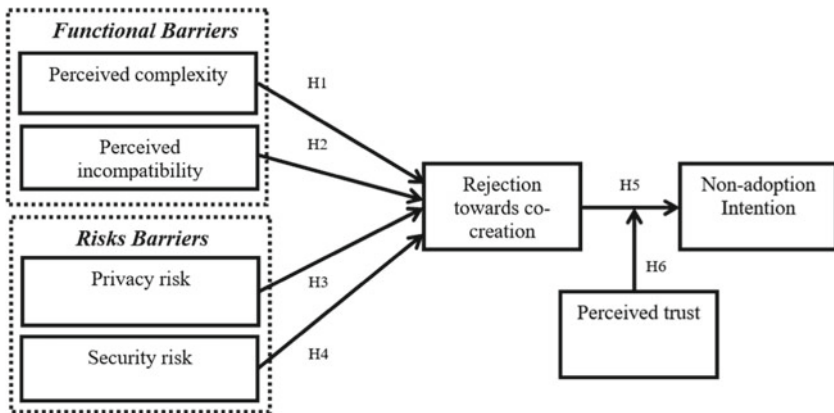 Functional Barriers
Perceived complexity
H1
Perceived
incompatibility
H2
Rejection
towards co-
creation
H5
Non-adoption
Intention
Risks Barriers
Privacy risk
H3
H6
Perceived trust
Security risk
H4